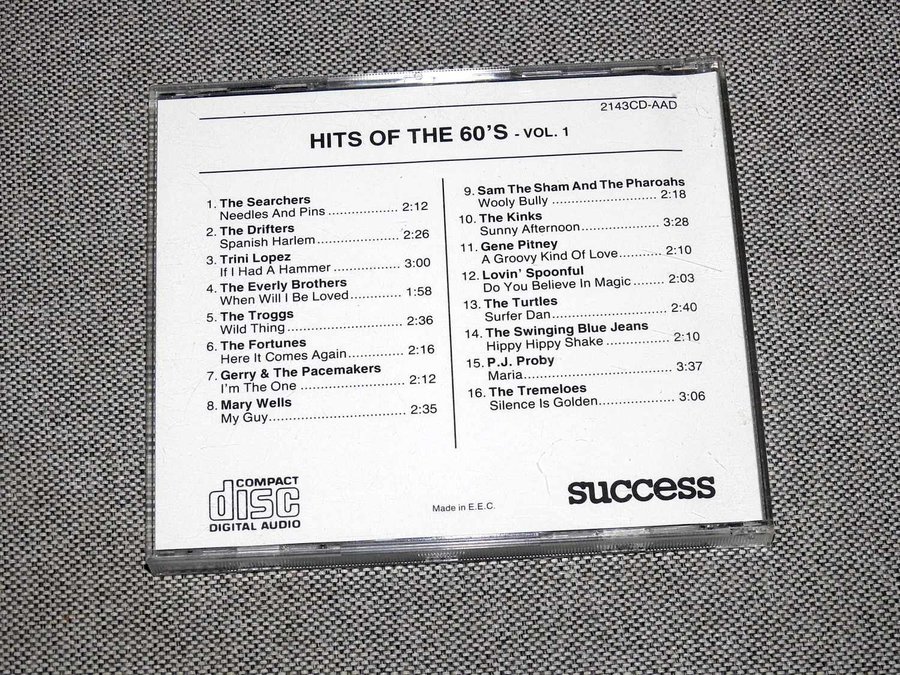 2143CD-AAD
HITS OF THE 60'S - VOL. 1
1. The Searchers
Needles And Pins .................. 2:12
2. The Drifters
Spanish Harlem..................... 2:26
3. Trini Lopez
If I Had A Hammer ................. 3:00
4. The Everly Brothers
When Will I Be Loved............. 1:58
5. The Troggs
Wild Thing............................. 2:36
6. The Fortunes
Here It Comes Again.............. 2:16
7. Gerry & The Pacemakers
I'm The One .......................... 2:12
8. Mary Wells
My Guy................................... 2:35
9. Sam The Sham And The Pharoahs
Wooly Bully ........................... 2:18
10. The Kinks
Sunny Afternoon..................... 3:28
11. Gene Pitney
A Groovy Kind Of Love........... 2:10
12. Lovin' Spoonful
Do You Believe In Magic ........ 2:03
13. The Turtles
Surfer Dan.............................. 2:40
14. The Swinging Blue Jeans
Hippy Hippy Shake ................ 2:10
15. P.J. Proby
Maria....................................... 3:37
16. The Tremeloes
Silence Is Golden................... 3:06
COMPACT
disc
DIGITAL AUDIO
Made in E.E.C.
success